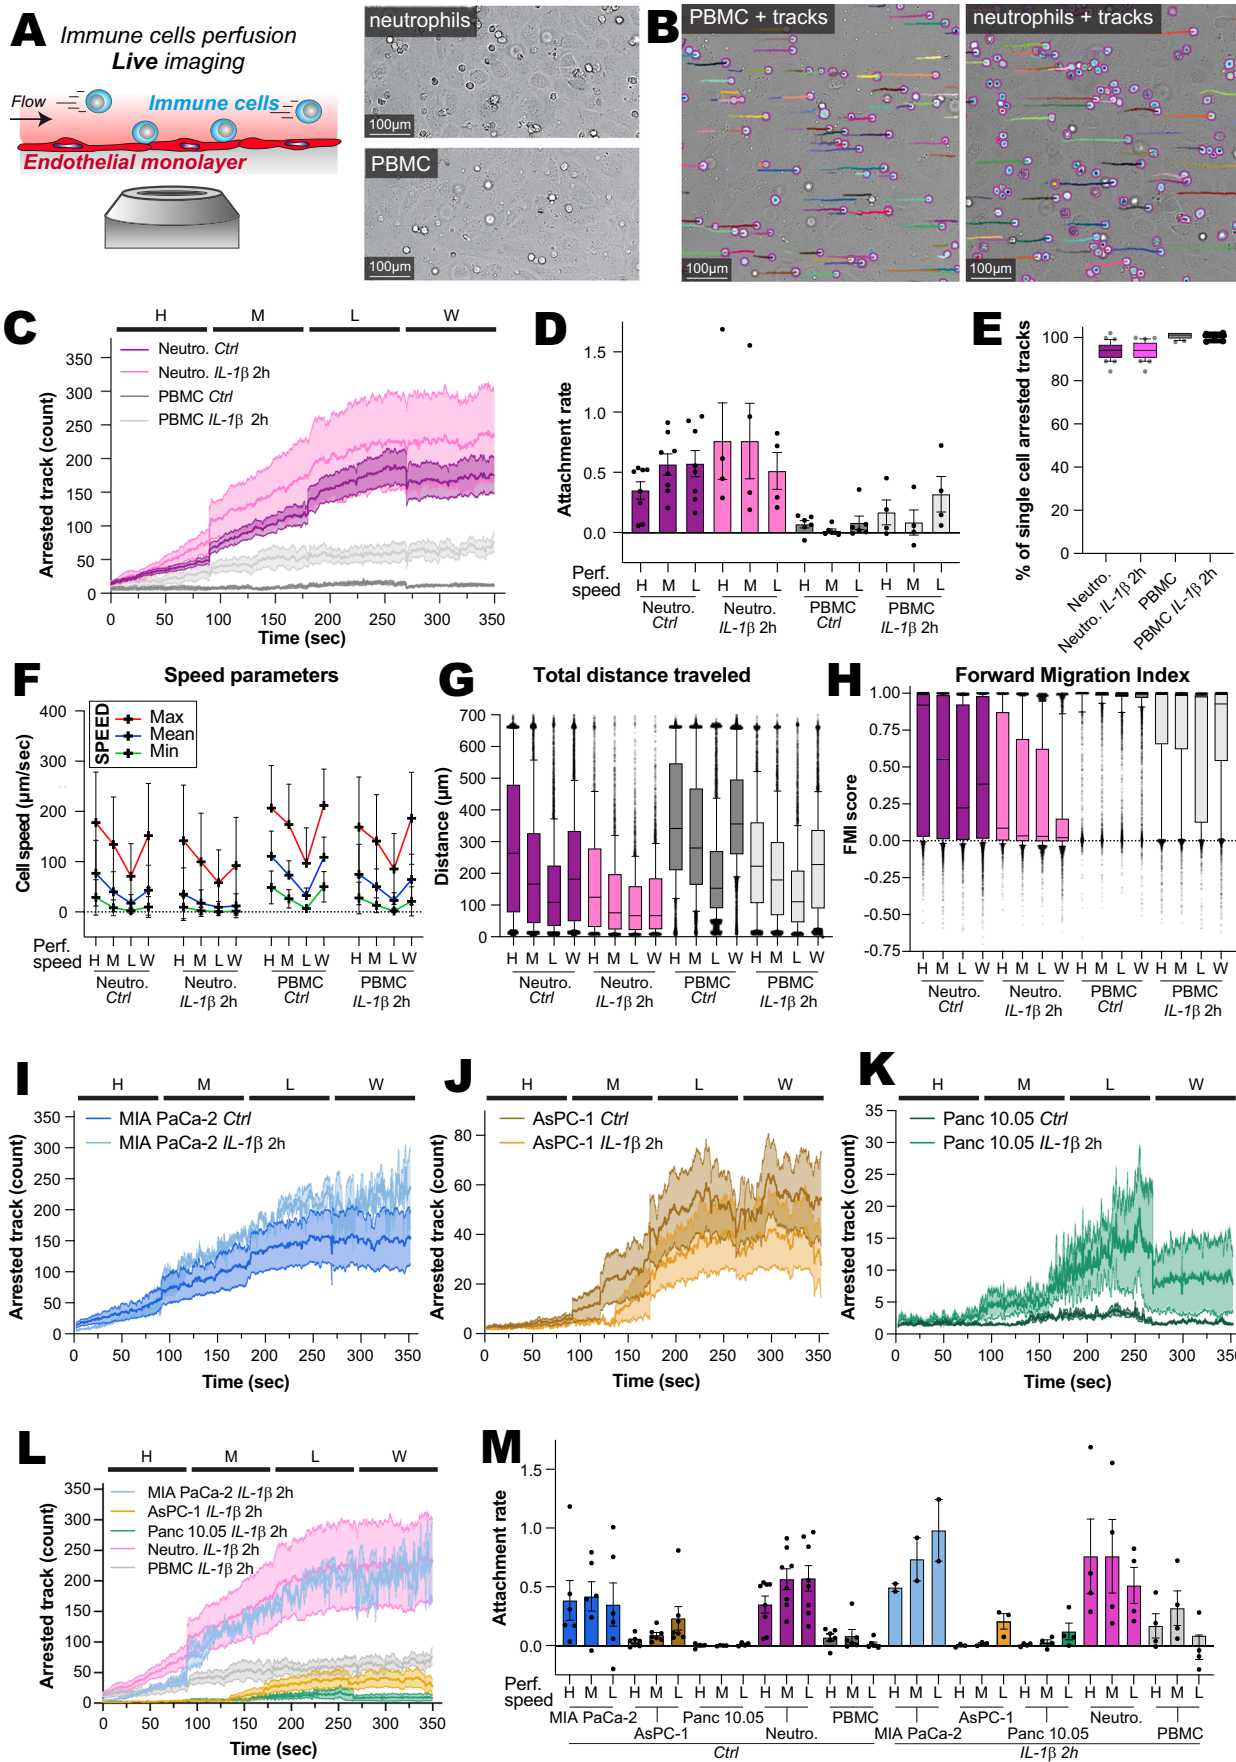 A
Immune cells perfusion
Live imaging
Flow
Immune cells
Endothelial monolayer
neutrophils
100µm
PBMC
100µm
B
PBMC + tracks
100µm
neutrophils + tracks
100µm
C
H M L W
Neutro. Ctrl
Neutro. IL-1β 2h
PBMC Ctrl
PBMC IL-1β 2h
Arrested track (count)
350
300
250
200
150
100
50
0
0 50 100 150 200 250 300 350
Time (sec)
D
Attachment rate
1.5
1.0
0.5
0.0
Perf. speed
H M L H M L H M L H M L
Neutro. Ctrl
Neutro. IL-1β 2h
PBMC Ctrl
PBMC IL-1β 2h
E
% of single cell arrested tracks
100
80
60
40
20
0
Neutro.
Neutro. IL-1β 2h
PBMC
PBMC IL-1β 2h
F
Speed parameters
SPEED
Max
Mean
Min
Cell speed (µm/sec)
400
300
200
100
0
Perf. speed
H M L W H M L W H M L W H M L W
Neutro. Ctrl
Neutro. IL-1β 2h
PBMC Ctrl
PBMC IL-1β 2h
G
Total distance traveled
Distance (µm)
700
600
500
400
300
200
100
0
H M L W H M L W H M L W H M L W
Neutro. Ctrl
Neutro. IL-1β 2h
PBMC Ctrl
PBMC IL-1β 2h
H
Forward Migration Index
FMI score
1.00
0.75
0.50
0.25
0.00
-0.25
-0.50
-0.75
H M L W H M L W H M L W H M L W
Neutro. Ctrl
Neutro. IL-1β 2h
PBMC Ctrl
PBMC IL-1β 2h
I
H M L W
MIA PaCa-2 Ctrl
MIA PaCa-2 IL-1β 2h
Arrested track (count)
350
300
250
200
150
100
50
0
0 50 100 150 200 250 300 350
Time (sec)
J
H M L W
AsPC-1 Ctrl
AsPC-1 IL-1β 2h
Arrested track (count)
80
60
40
20
0
0 50 100 150 200 250 300 350
Time (sec)
K
H M L W
Panc 10.05 Ctrl
Panc 10.05 IL-1β 2h
Arrested track (count)
35
30
25
20
15
10
5
0
0 50 100 150 200 250 300 350
Time (sec)
L
H M L W
MIA PaCa-2 IL-1β 2h
AsPC-1 IL-1β 2h
Panc 10.05 IL-1β 2h
Neutro. IL-1β 2h
PBMC IL-1β 2h
Arrested track (count)
350
300
250
200
150
100
50
0
0 50 100 150 200 250 300 350
Time (sec)
M
Attachment rate
1.5
1.0
0.5
0.0
Perf. speed
H M L H M L H M L H M L H M L H M L H M L H M L H M L H M L
MIA PaCa-2
AsPC-1
Panc 10.05
Neutro.
PBMC
MIA PaCa-2
AsPC-1
Panc 10.05
Neutro.
PBMC
Ctrl
IL-1β 2h